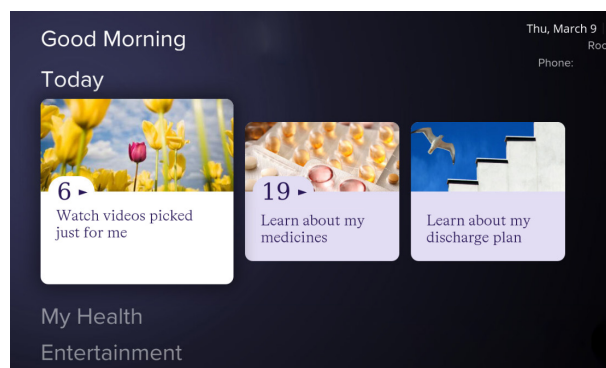 Good Morning
Thu, March 9
Phone:
Today
6
Watch videos picked
just for me
19
Learn about my
medicines
Learn about my
discharge plan
My Health
Entertainment